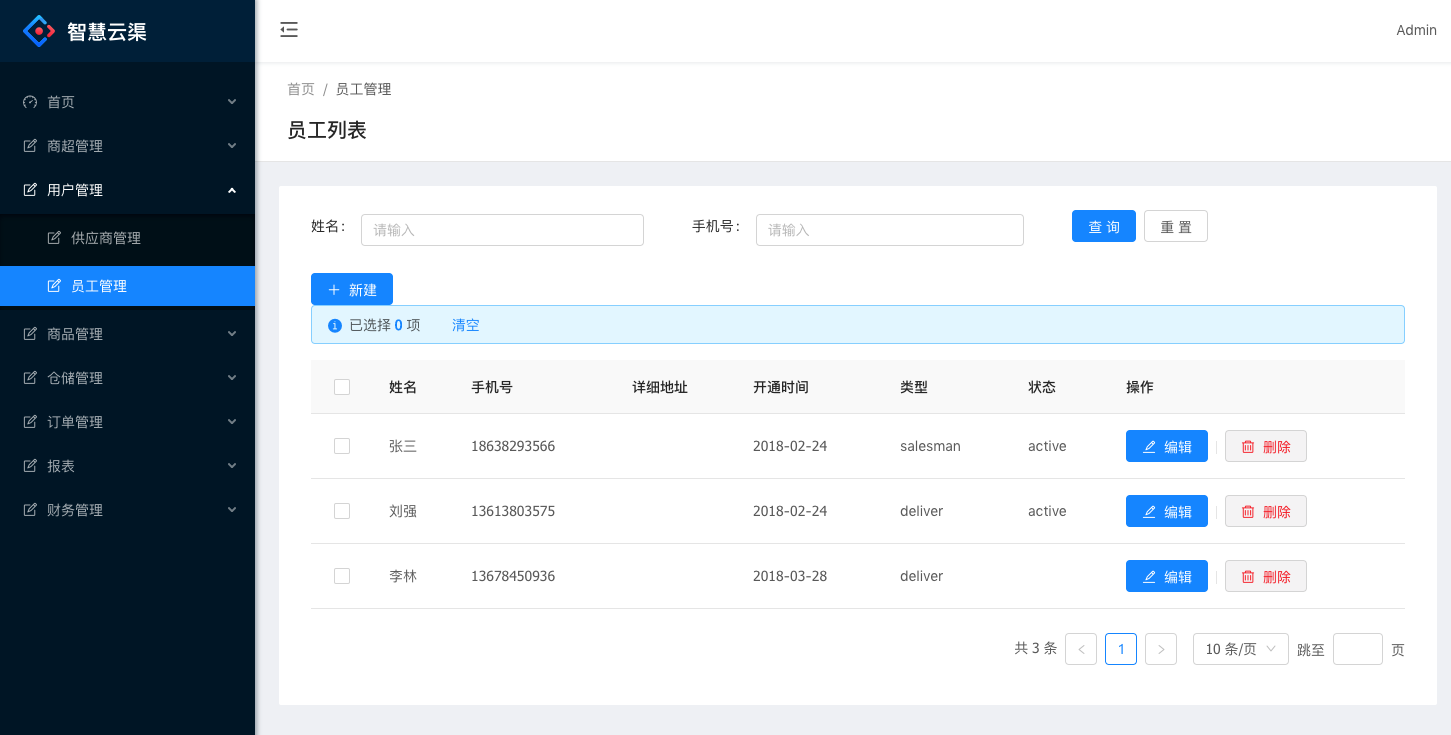 智慧云渠
Admin
首页
商超管理
用户管理
供应商管理
员工管理
商品管理
仓储管理
订单管理
报表
财务管理
首页 / 员工管理
员工列表
姓名: 请输入 手机号: 请输入 查 询 重 置
新建
已选择 0 项 清空
姓名 手机号 详细地址 开通时间 类型 状态 操作
张三 18638293566 2018-02-24 salesman active 编辑 删除
刘强 13613803575 2018-02-24 deliver active 编辑 删除
李林 13678450936 2018-03-28 deliver 编辑 删除
共 3 条 < 1 > 10 条/页 跳至 页